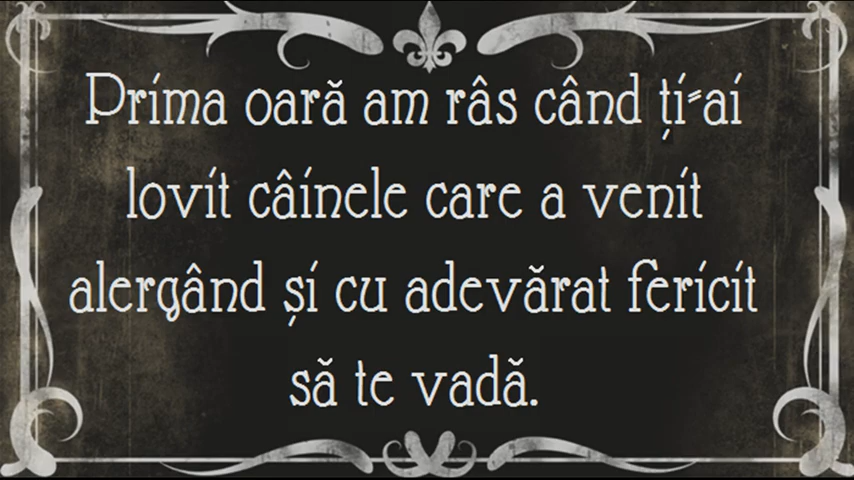 Prima oară am râs când ți-ai
lovit câinele care a venit
alergând și cu adevărat fericit
să te vadă.